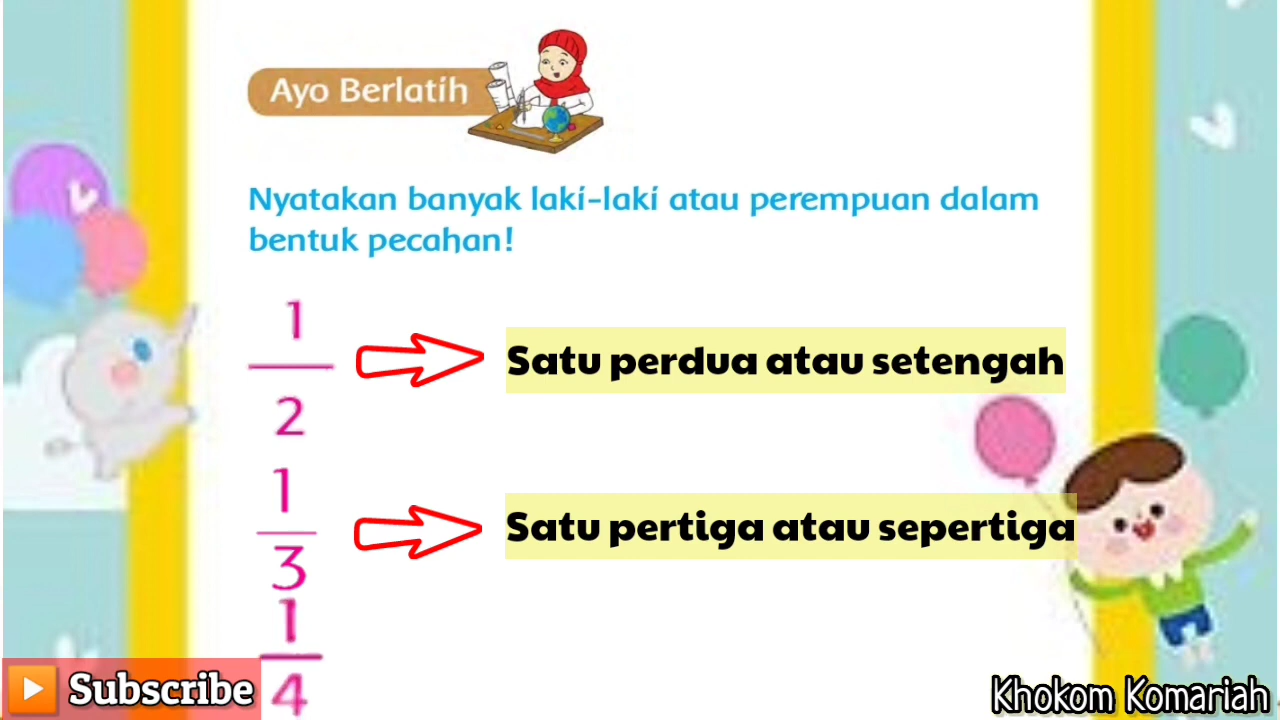 Ayo Berlatih
Nyatakan banyak laki-laki atau perempuan dalam
bentuk pecahan!
1
2
Satu perdua atau setengah
1
3
Satu pertiga atau sepertiga
1
4
Subscribe
Khokom Komariah